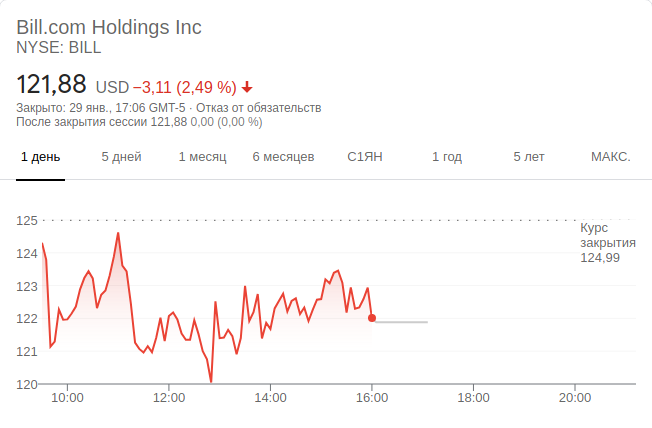 Bill.com Holdings Inc
NYSE: BILL
121,88 USD −3,11 (2,49 %)
Закрыто: 29 янв., 17:06 GMT-5 · Отказ от обязательств
После закрытия сессии 121,88 0,00 (0,00 %)
1 день 5 дней 1 месяц 6 месяцев С1ЯН 1 год 5 лет МАКС.
125
Курс
закрытия
124,99
124
123
122
121
120
10:00 12:00 14:00 16:00 18:00 20:00